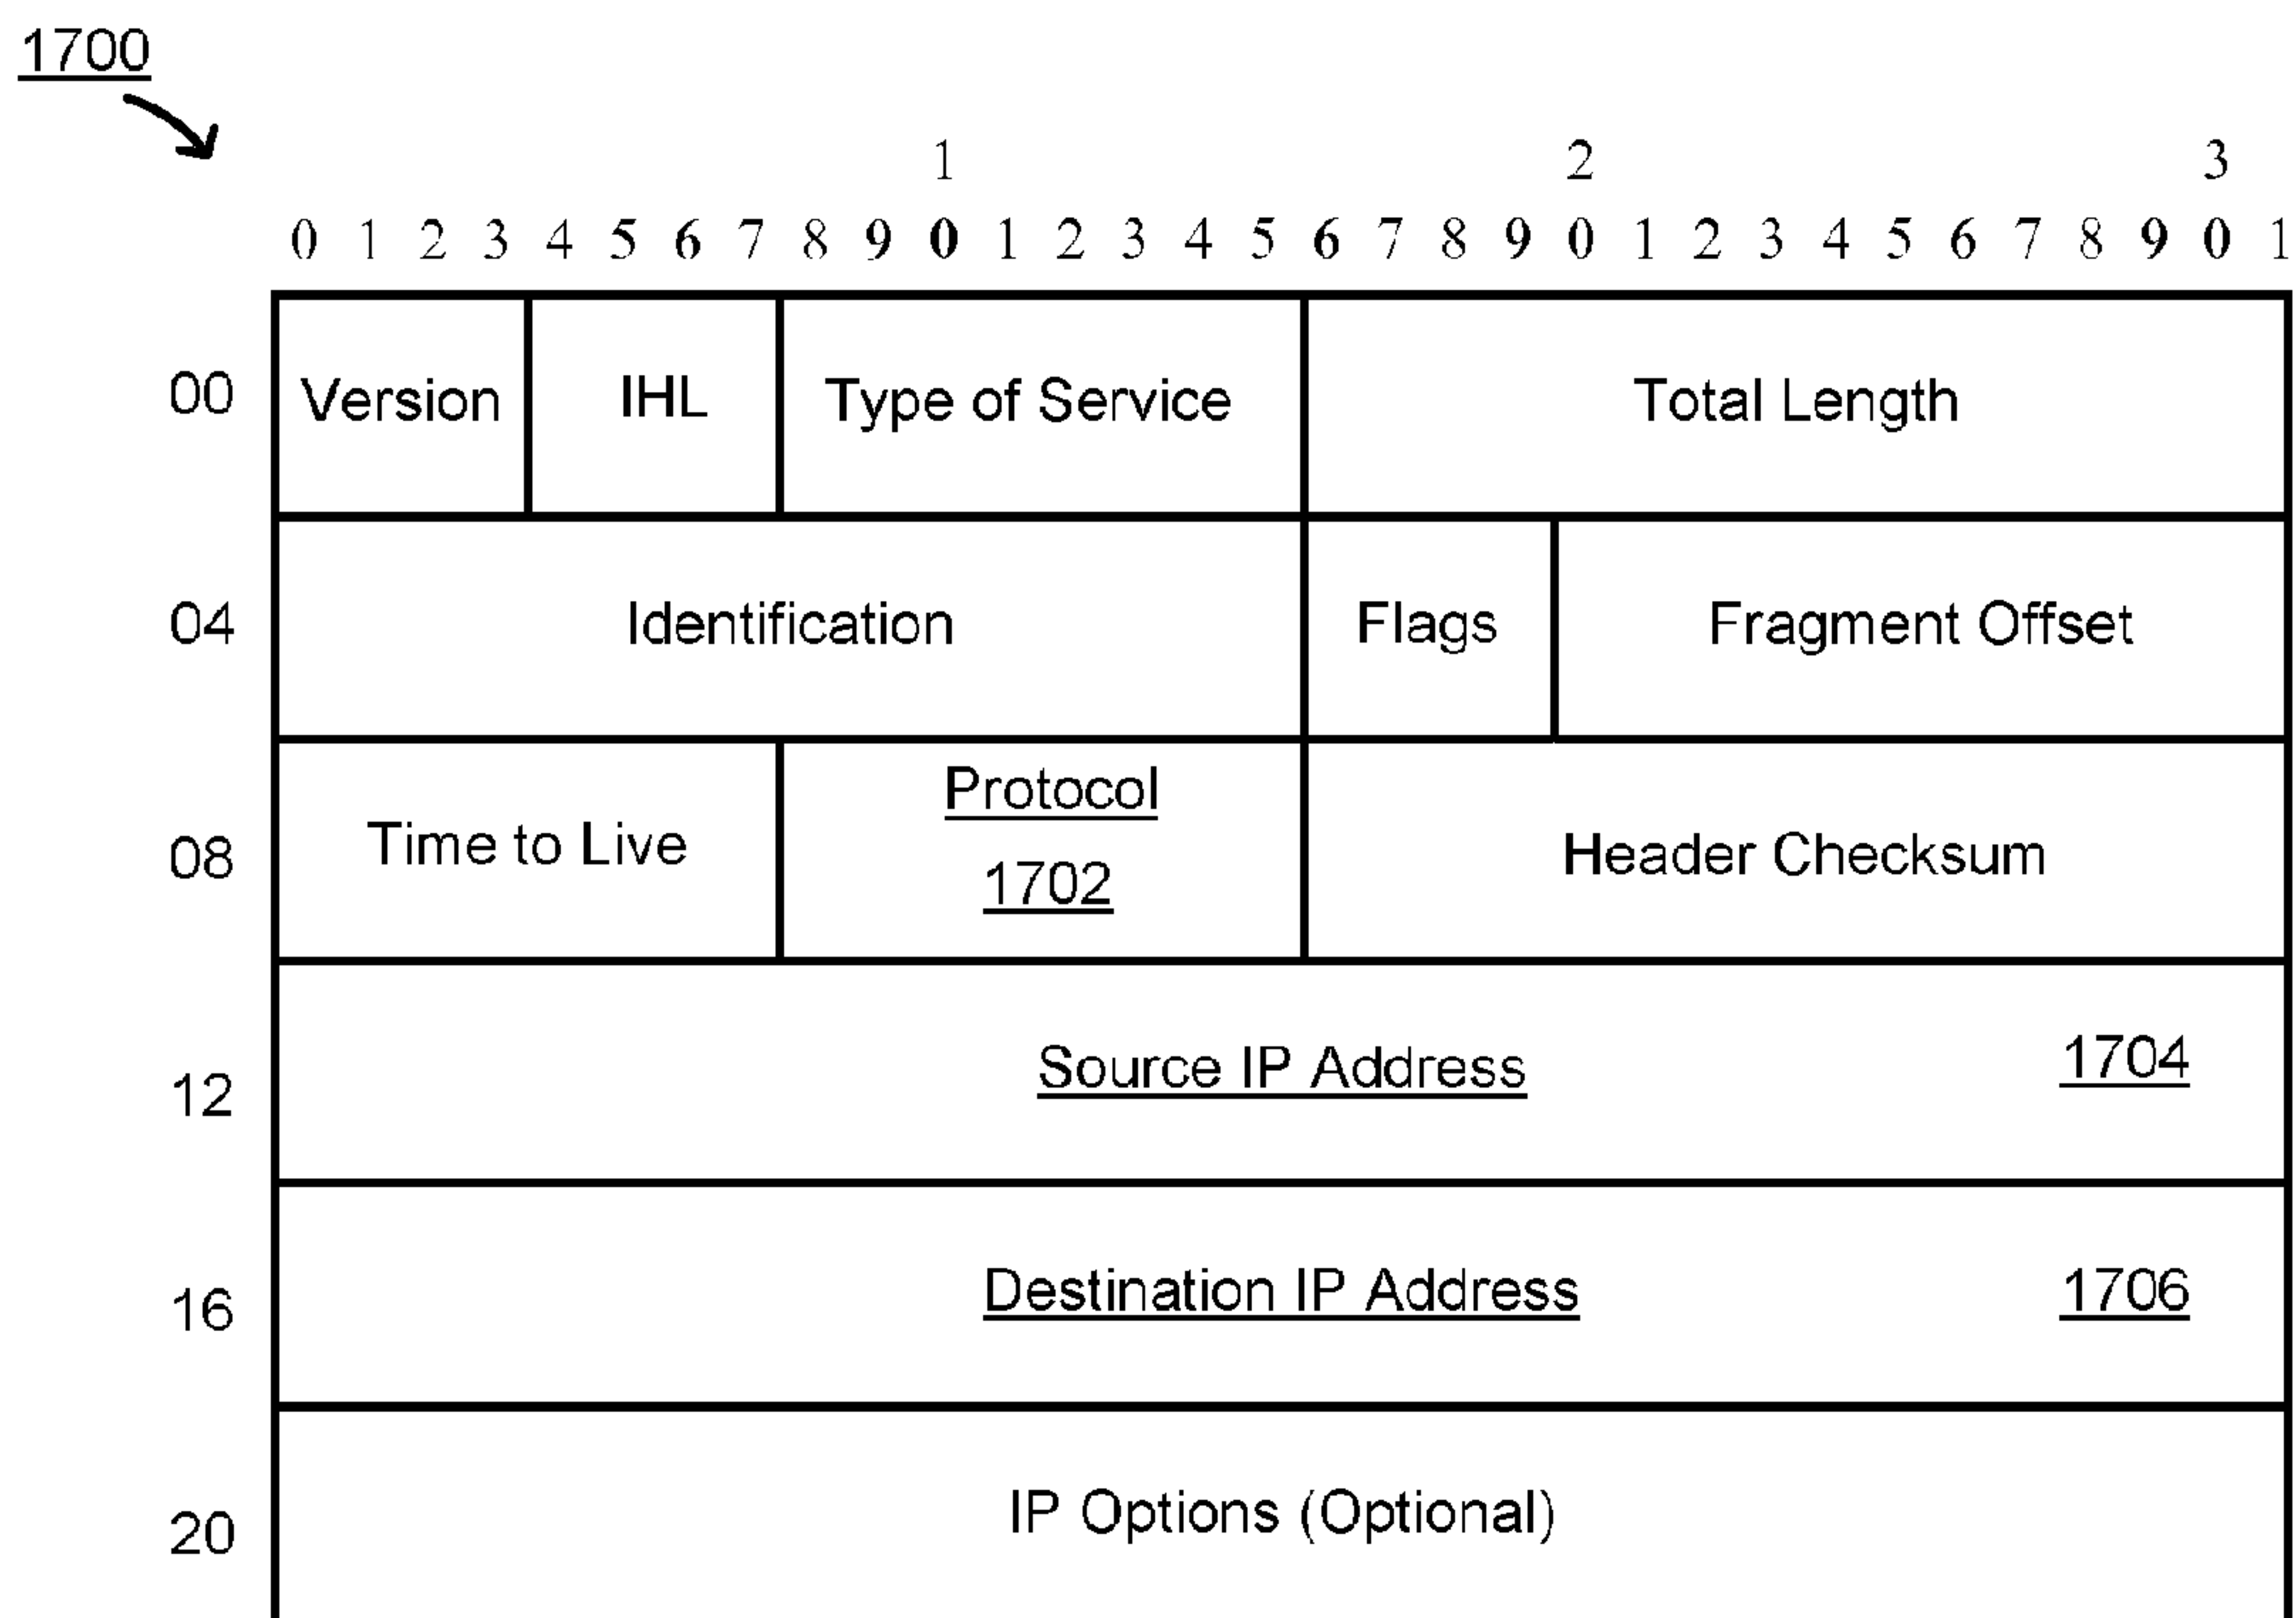 1700
1 2 3
0 1 2 3 4 5 6 7 8 9 0 1 2 3 4 5 6 7 8 9 0 1 2 3 4 5 6 7 8 9 0 1
00 Version IHL Type of Service Total Length
04 Identification Flags Fragment Offset
08 Time to Live Protocol 1702 Header Checksum
12 Source IP Address 1704
16 Destination IP Address 1706
20 IP Options (Optional)